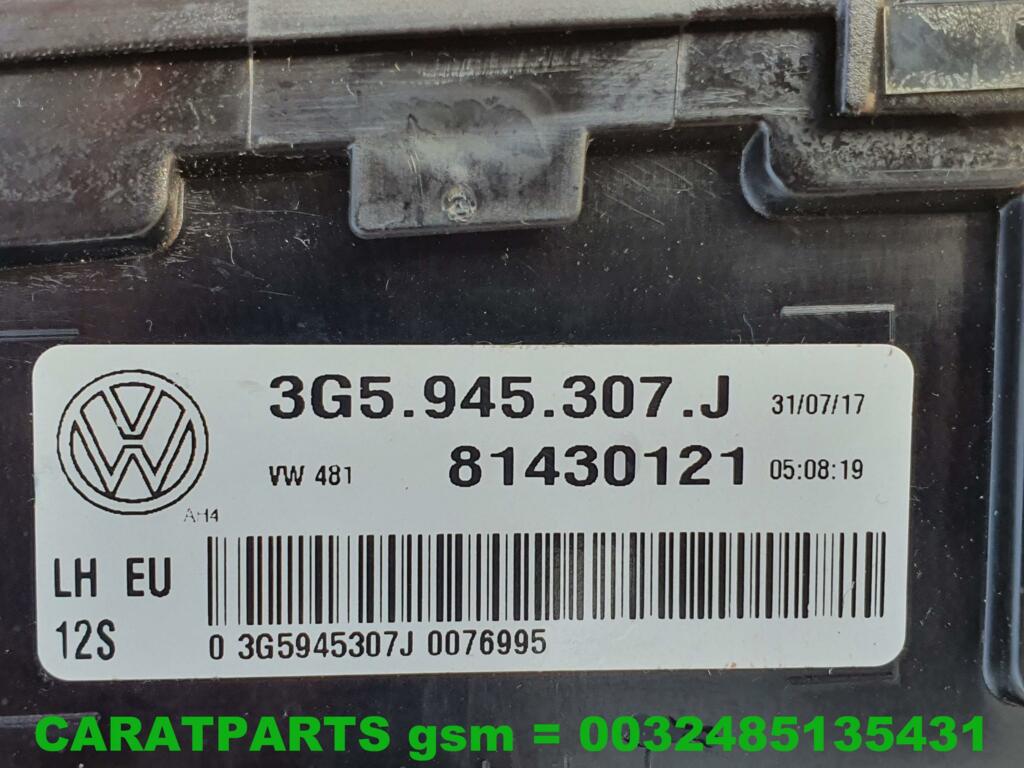 3G5.945.307.J 31/07/17
VW 481 81430121 05:08:19
AH4
LH EU
12S
0 3G5945307J 0076995
CARATPARTS gsm = 0032485135431